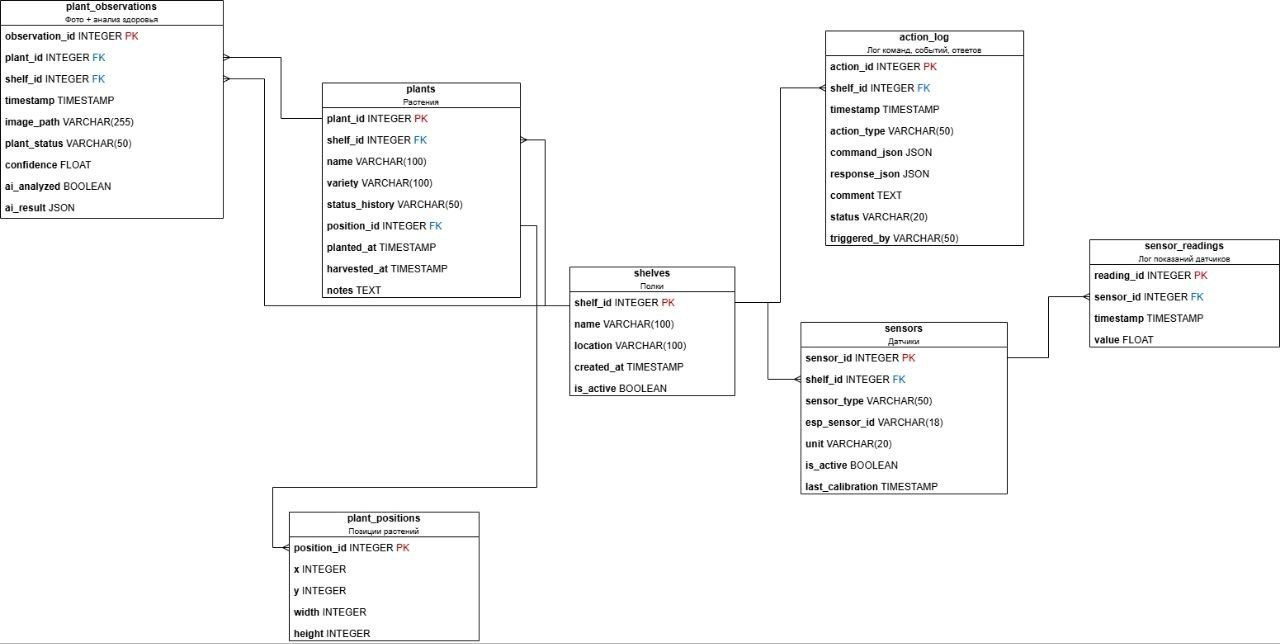 plant_observations
Фото + анализ здоровья
observation_id INTEGER PK
plant_id INTEGER FK
shelf_id INTEGER FK
timestamp TIMESTAMP
image_path VARCHAR(255)
plant_status VARCHAR(50)
confidence FLOAT
ai_analyzed BOOLEAN
ai_result JSON
plants
Растения
plant_id INTEGER PK
shelf_id INTEGER FK
name VARCHAR(100)
variety VARCHAR(100)
status_history VARCHAR(50)
position_id INTEGER FK
planted_at TIMESTAMP
harvested_at TIMESTAMP
notes TEXT
shelves
Полки
shelf_id INTEGER PK
name VARCHAR(100)
location VARCHAR(100)
created_at TIMESTAMP
is_active BOOLEAN
action_log
Лог команд, событий, ответов
action_id INTEGER PK
shelf_id INTEGER FK
timestamp TIMESTAMP
action_type VARCHAR(50)
command_json JSON
response_json JSON
comment TEXT
status VARCHAR(20)
triggered_by VARCHAR(50)
sensors
Датчики
sensor_id INTEGER PK
shelf_id INTEGER FK
sensor_type VARCHAR(50)
esp_sensor_id VARCHAR(18)
unit VARCHAR(20)
is_active BOOLEAN
last_calibration TIMESTAMP
sensor_readings
Лог показаний датчиков
reading_id INTEGER PK
sensor_id INTEGER FK
timestamp TIMESTAMP
value FLOAT
plant_positions
Позиции растений
position_id INTEGER PK
x INTEGER
y INTEGER
width INTEGER
height INTEGER